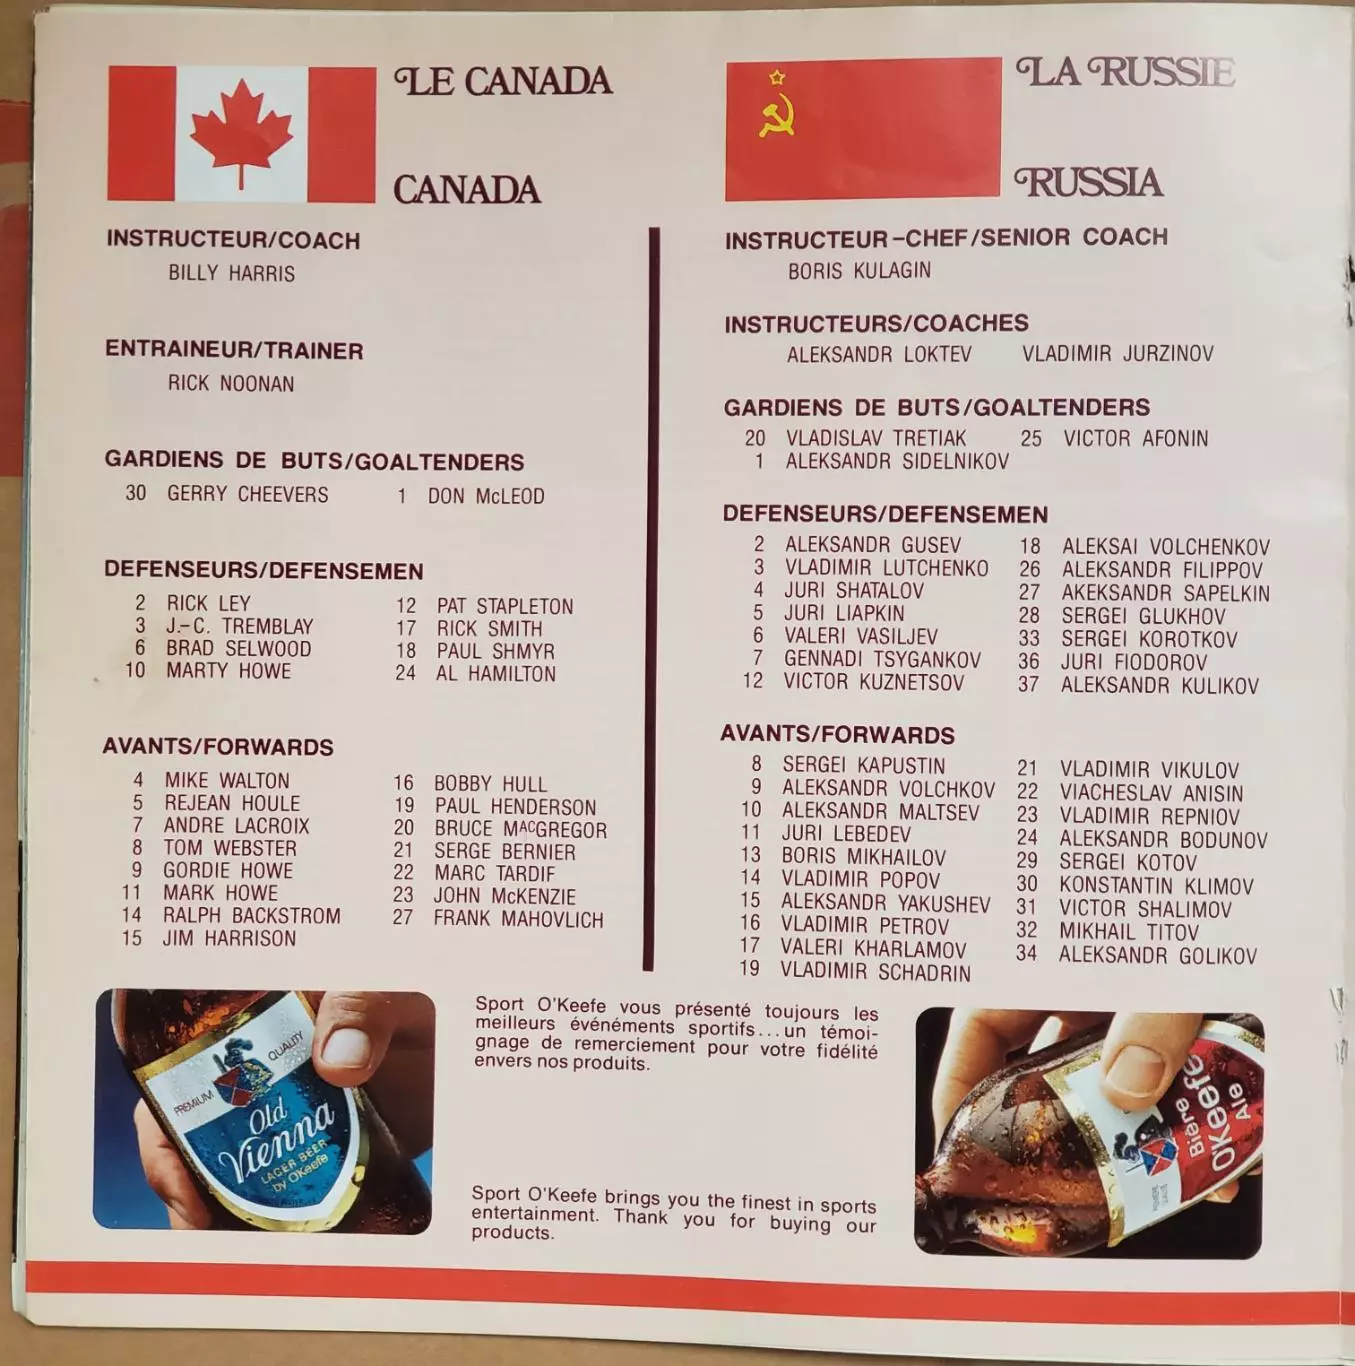 LE CANADA
CANADA
INSTRUCTEUR/COACH
BILLY HARRIS
ENTRAINEUR/TRAINER
RICK NOONAN
GARDIENS DE BUTS/GOALTENDERS
30 GERRY CHEEVERS 1 DON McLEOD
DEFENSEURS/DEFENSEMEN
2 RICK LEY 12 PAT STAPLETON
3 J.-C. TREMBLAY 17 RICK SMITH
6 BRAD SELWOOD 18 PAUL SHMYR
10 MARTY HOWE 24 AL HAMILTON
AVANTS/FORWARDS
4 MIKE WALTON 16 BOBBY HULL
5 REJEAN HOULE 19 PAUL HENDERSON
7 ANDRE LACROIX 20 BRUCE MACGREGOR
8 TOM WEBSTER 21 SERGE BERNIER
9 GORDIE HOWE 22 MARC TARDIF
11 MARK HOWE 23 JOHN McKENZIE
14 RALPH BACKSTROM 27 FRANK MAHOVLICH
15 JIM HARRISON
LA RUSSIE
RUSSIA
INSTRUCTEUR-CHEF/SENIOR COACH
BORIS KULAGIN
INSTRUCTEURS/COACHES
ALEKSANDR LOKTEV VLADIMIR JURZINOV
GARDIENS DE BUTS/GOALTENDERS
20 VLADISLAV TRETIAK 25 VICTOR AFONIN
1 ALEKSANDR SIDELNIKOV
DEFENSEURS/DEFENSEMEN
2 ALEKSANDR GUSEV 18 ALEKSAI VOLCHENKOV
3 VLADIMIR LUTCHENKO 26 ALEKSANDR FILIPPOV
4 JURI SHATALOV 27 AKEKSANDR SAPELKIN
5 JURI LIAPKIN 28 SERGEI GLUKHOV
6 VALERI VASILJEV 33 SERGEI KOROTKOV
7 GENNADI TSYGANKOV 36 JURI FIODOROV
12 VICTOR KUZNETSOV 37 ALEKSANDR KULIKOV
AVANTS/FORWARDS
8 SERGEI KAPUSTIN 21 VLADIMIR VIKULOV
9 ALEKSANDR VOLCHKOV 22 VIACHESLAV ANISIN
10 ALEKSANDR MALTSEV 23 VLADIMIR REPNIOV
11 JURI LEBEDEV 24 ALEKSANDR BODUNOV
13 BORIS MIKHAILOV 29 SERGEI KOTOV
14 VLADIMIR POPOV 30 KONSTANTIN KLIMOV
15 ALEKSANDR YAKUSHEV 31 VICTOR SHALIMOV
16 VLADIMIR PETROV 32 MIKHAIL TITOV
17 VALERI KHARLAMOV 34 ALEKSANDR GOLIKOV
19 VLADIMIR SCHADRIN
PREMIUM QUALITY
Old
Vienna
LAGER BEER
by O'Keefe
Sport O'Keefe vous présenté toujours les
meilleurs événéments sportifs...un témoi-
gnage de remerciement pour votre fidélité
envers nos produits.
Sport O'Keefe brings you the finest in sports
entertainment. Thank you for buying our
products.
Bière
O'Keefe
Ale